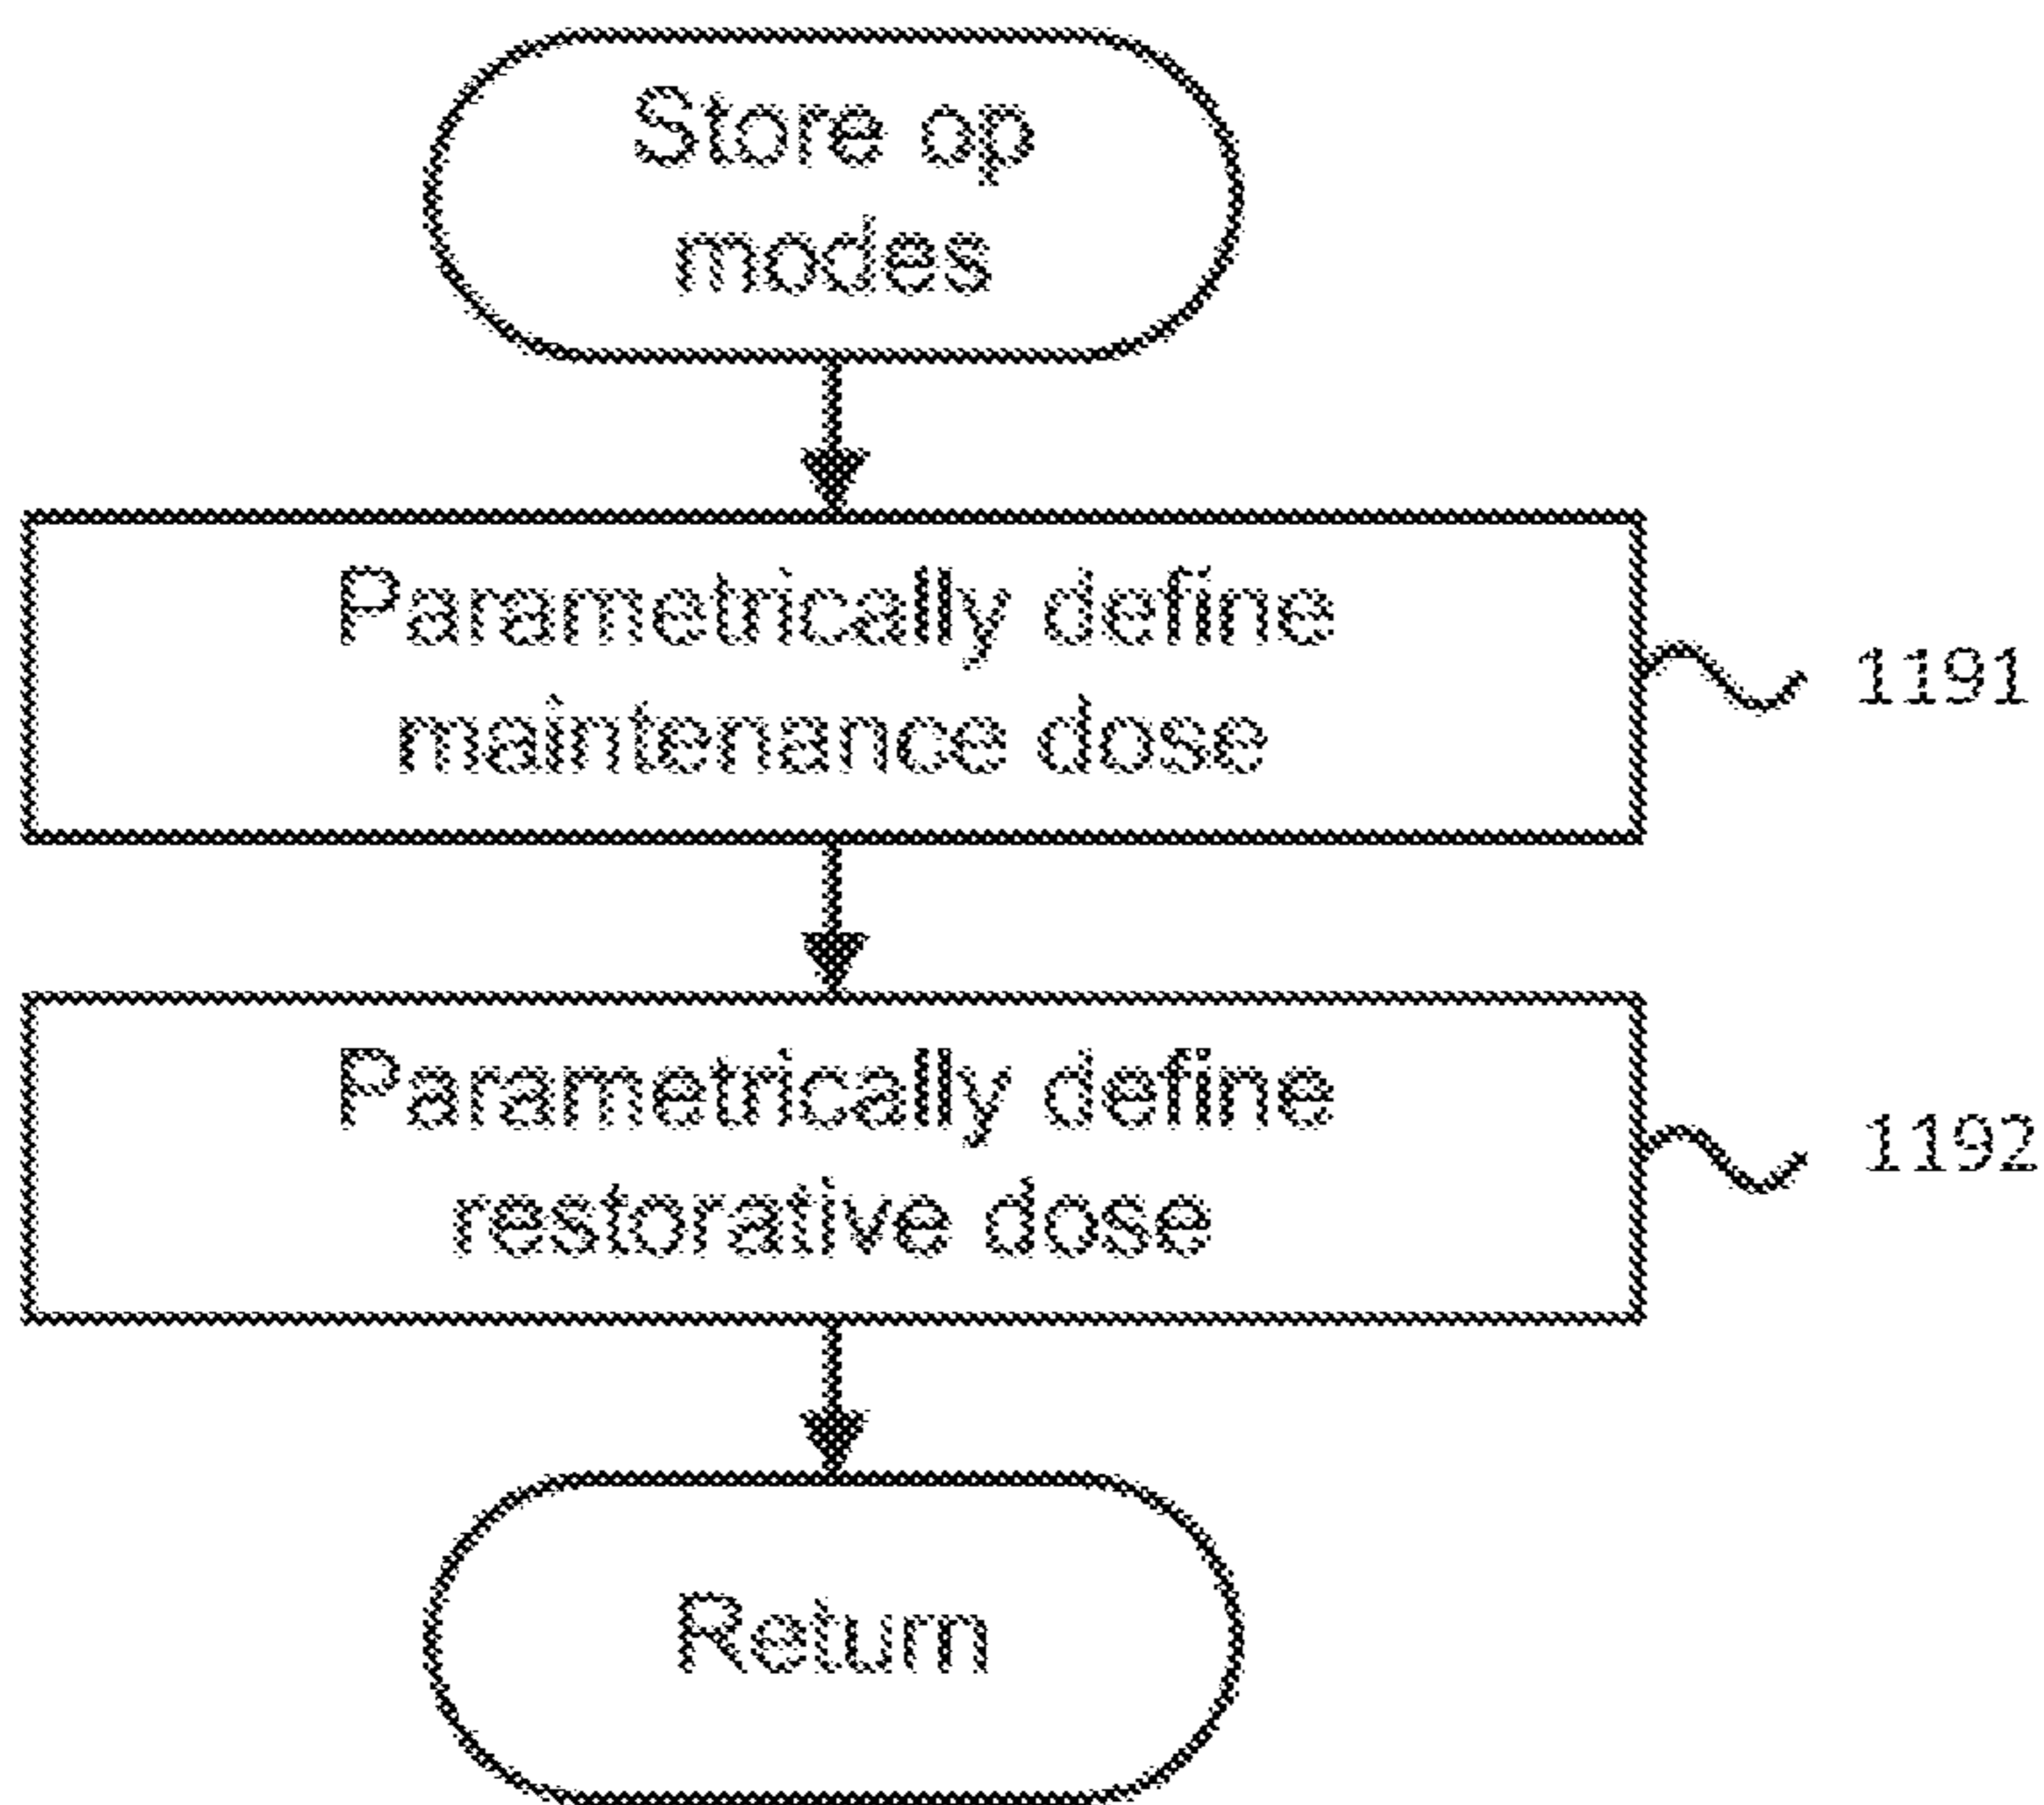 Store op
modes
Parametrically define
maintenance dose
1191
Parametrically define
restorative dose
1192
Return